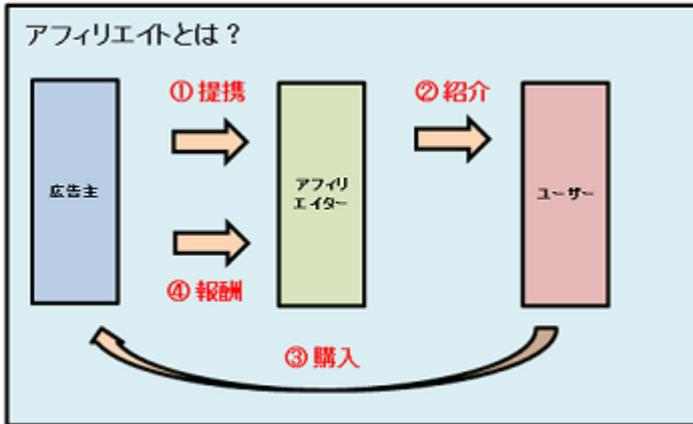 アフィリエイトとは？
① 提携
② 紹介
広告主
アフィリ
エイター
ユーザー
④ 報酬
③ 購入